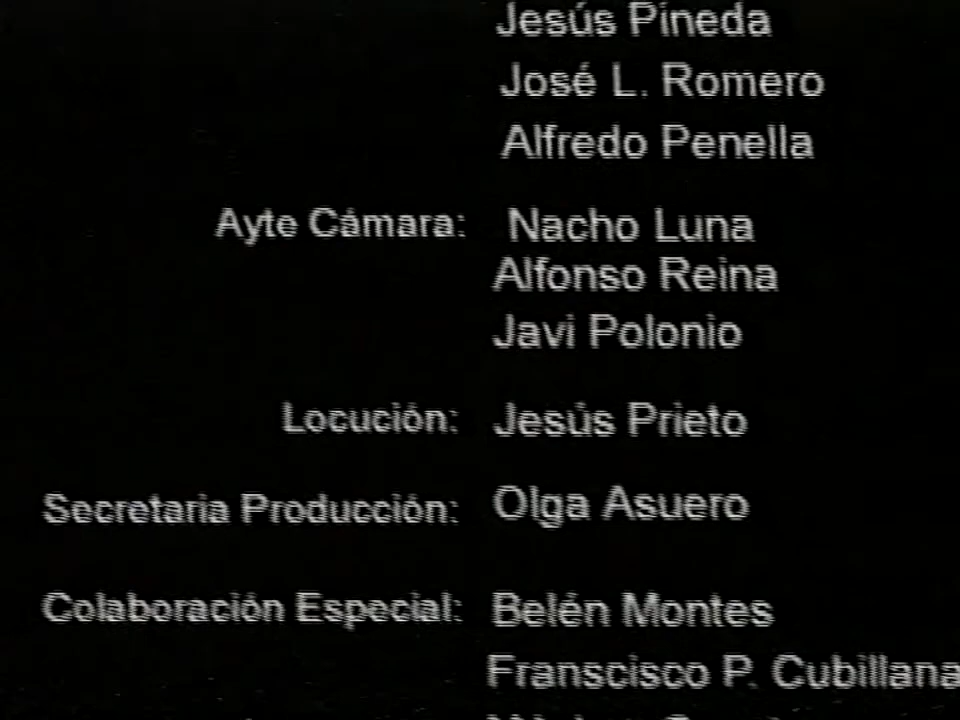 Jesús Pineda
José L. Romero
Alfredo Penella
Ayte Cámara: Nacho Luna
Alfonso Reina
Javi Polonio
Locución: Jesús Prieto
Secretaria Producción: Olga Asuero
Colaboración Especial: Belén Montes
Franscisco P. Cubillana